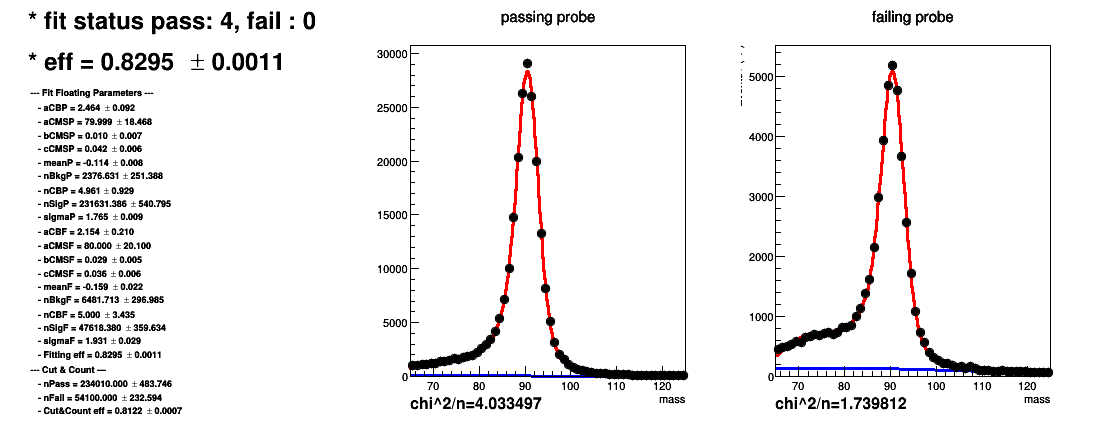 * fit status pass: 4, fail : 0
* eff = 0.8295 ± 0.0011
--- Fit Floating Parameters ---
- aCBP = 2.464 ± 0.092
- aCMSP = 79.999 ± 18.468
- bCMSP = 0.010 ± 0.007
- cCMSP = 0.042 ± 0.006
- meanP = -0.114 ± 0.008
- nBkgP = 2376.631 ± 251.388
- nCBP = 4.961 ± 0.929
- nSigP = 231631.386 ± 540.795
- sigmaP = 1.765 ± 0.009
- aCBF = 2.154 ± 0.210
- aCMSF = 80.000 ± 20.100
- bCMSF = 0.029 ± 0.005
- cCMSF = 0.036 ± 0.006
- meanF = -0.159 ± 0.022
- nBkgF = 6481.713 ± 296.985
- nCBF = 5.000 ± 3.435
- nSigF = 47618.380 ± 359.634
- sigmaF = 1.931 ± 0.029
- Fitting eff = 0.8295 ± 0.0011
--- Cut & Count ---
- nPass = 234010.000 ± 483.746
- nFail = 54100.000 ± 232.594
- Cut&Count eff = 0.8122 ± 0.0007
passing probe
30000
25000
20000
15000
10000
5000
0
70 80 90 100 110 120
mass
chi^2/n=4.033497
failing probe
5000
4000
3000
2000
1000
0
70 80 90 100 110 120
mass
chi^2/n=1.739812